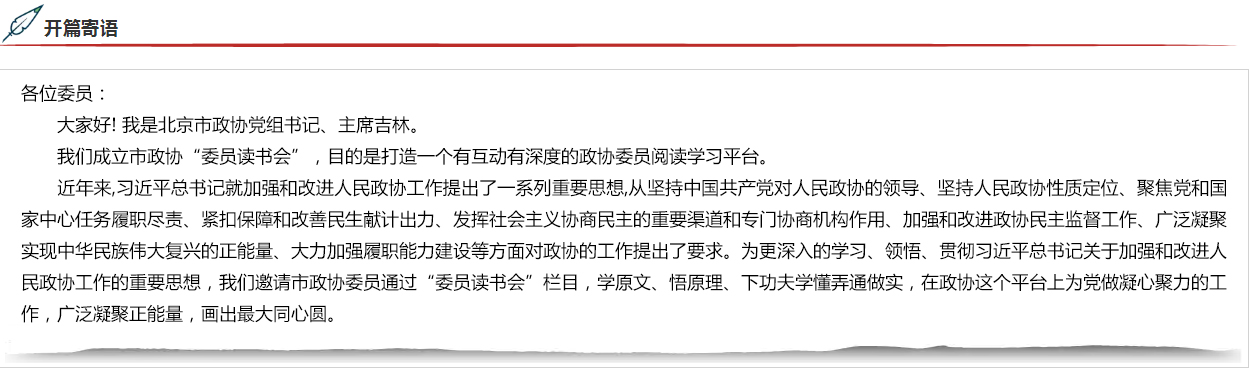 开篇寄语
各位委员：
大家好! 我是北京市政协党组书记、主席吉林。
我们成立市政协“委员读书会”，目的是打造一个有互动有深度的政协委员阅读学习平台。
近年来,习近平总书记就加强和改进人民政协工作提出了一系列重要思想,从坚持中国共产党对人民政协的领导、坚持人民政协性质定位、聚焦党和国
家中心任务履职尽责、紧扣保障和改善民生献计出力、发挥社会主义协商民主的重要渠道和专门协商机构作用、加强和改进政协民主监督工作、广泛凝聚
实现中华民族伟大复兴的正能量、大力加强履职能力建设等方面对政协的工作提出了要求。为更深入的学习、领悟、贯彻习近平总书记关于加强和改进人
民政协工作的重要思想，我们邀请市政协委员通过“委员读书会”栏目，学原文、悟原理、下功夫学懂弄通做实，在政协这个平台上为党做凝心聚力的工
作，广泛凝聚正能量，画出最大同心圆。